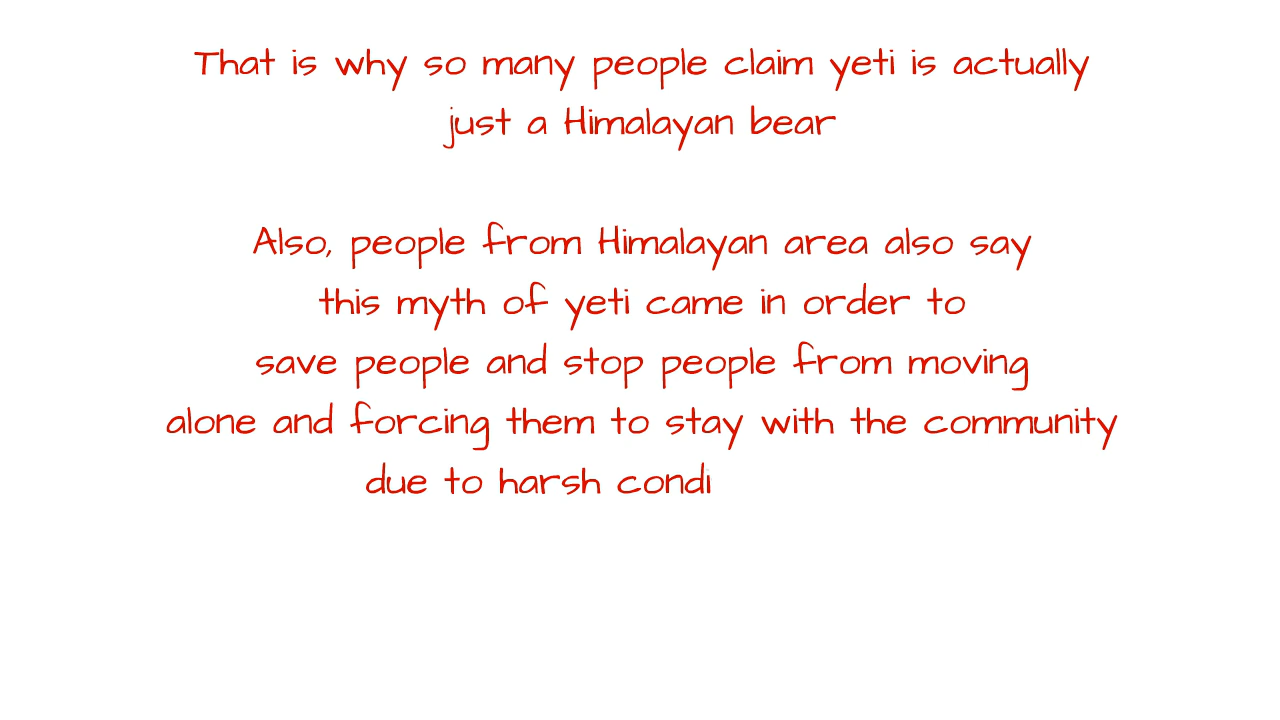 That is why so many people claim yeti is actually
just a Himalayan bear
Also, people from Himalayan area also say
this myth of yeti came in order to
save people and stop people from moving
alone and forcing them to stay with the community
due to harsh condi